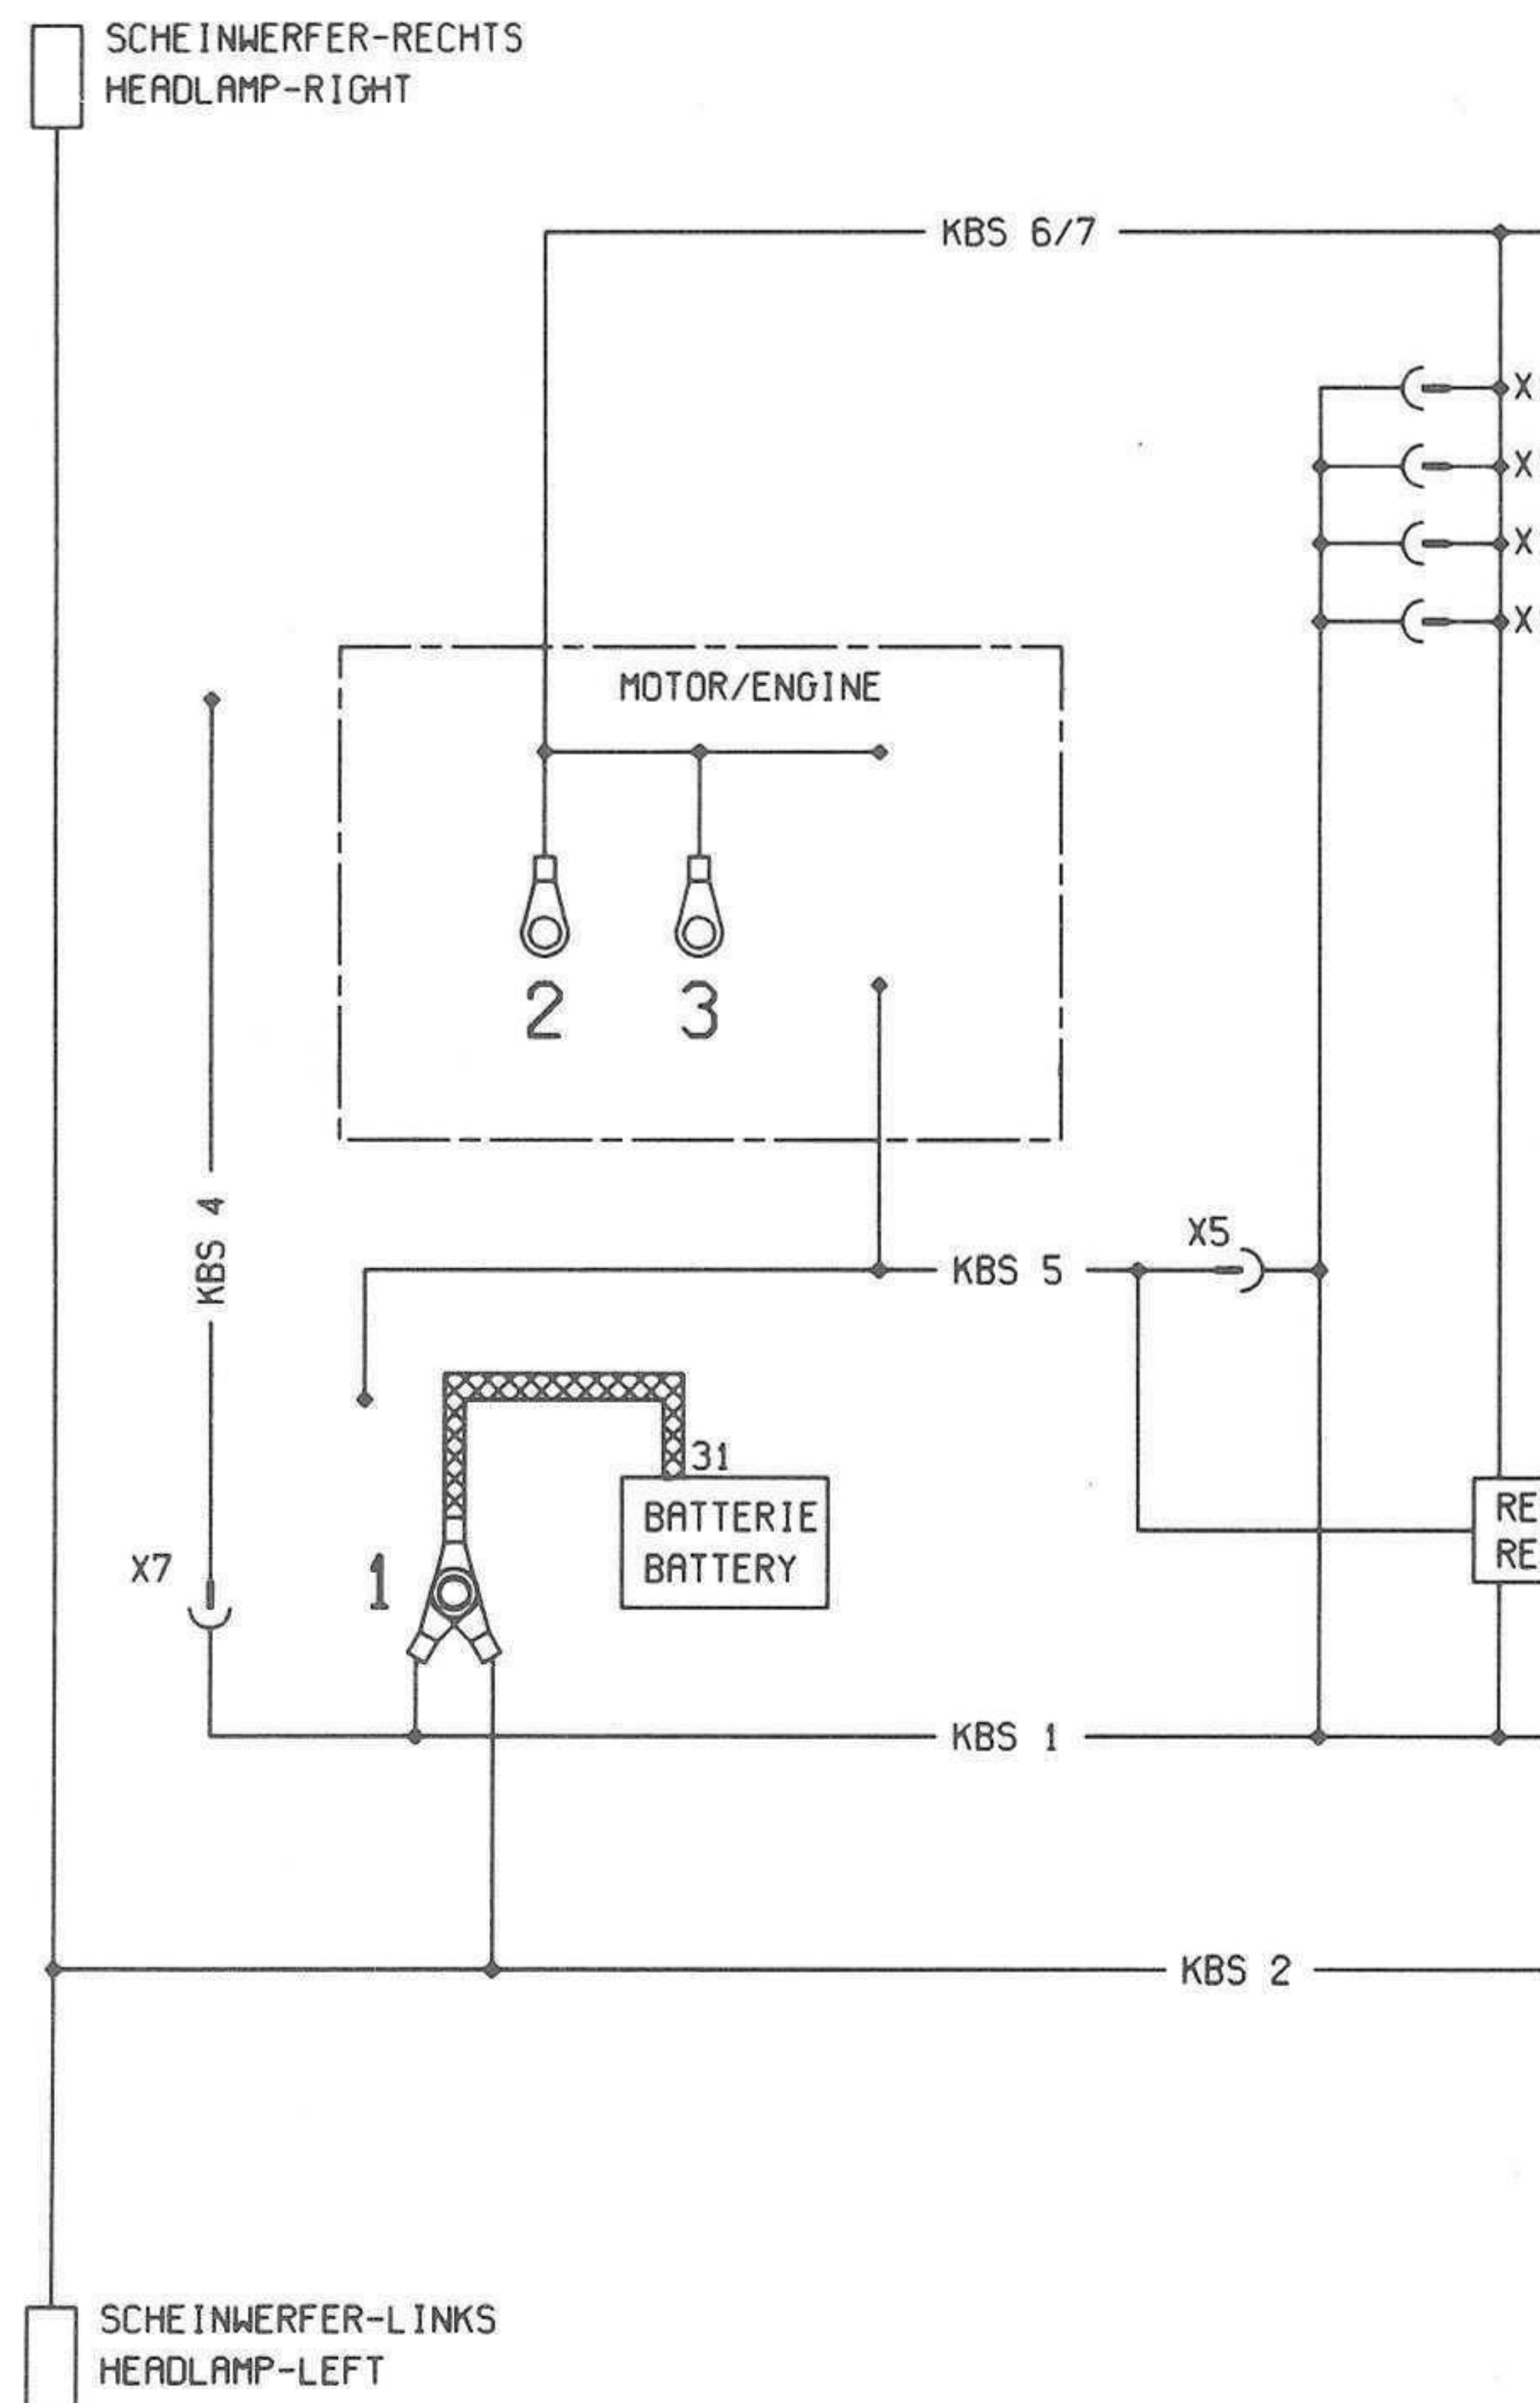 SCHEINWERFER-RECHTS
HEADLAMP-RIGHT
KBS 6/7
X
X
X
X
MOTOR/ENGINE
2
3
KBS 4
X5
KBS 5
31
BATTERIE
BATTERY
RE
RE
X7
1
KBS 1
KBS 2
SCHEINWERFER-LINKS
HEADLAMP-LEFT